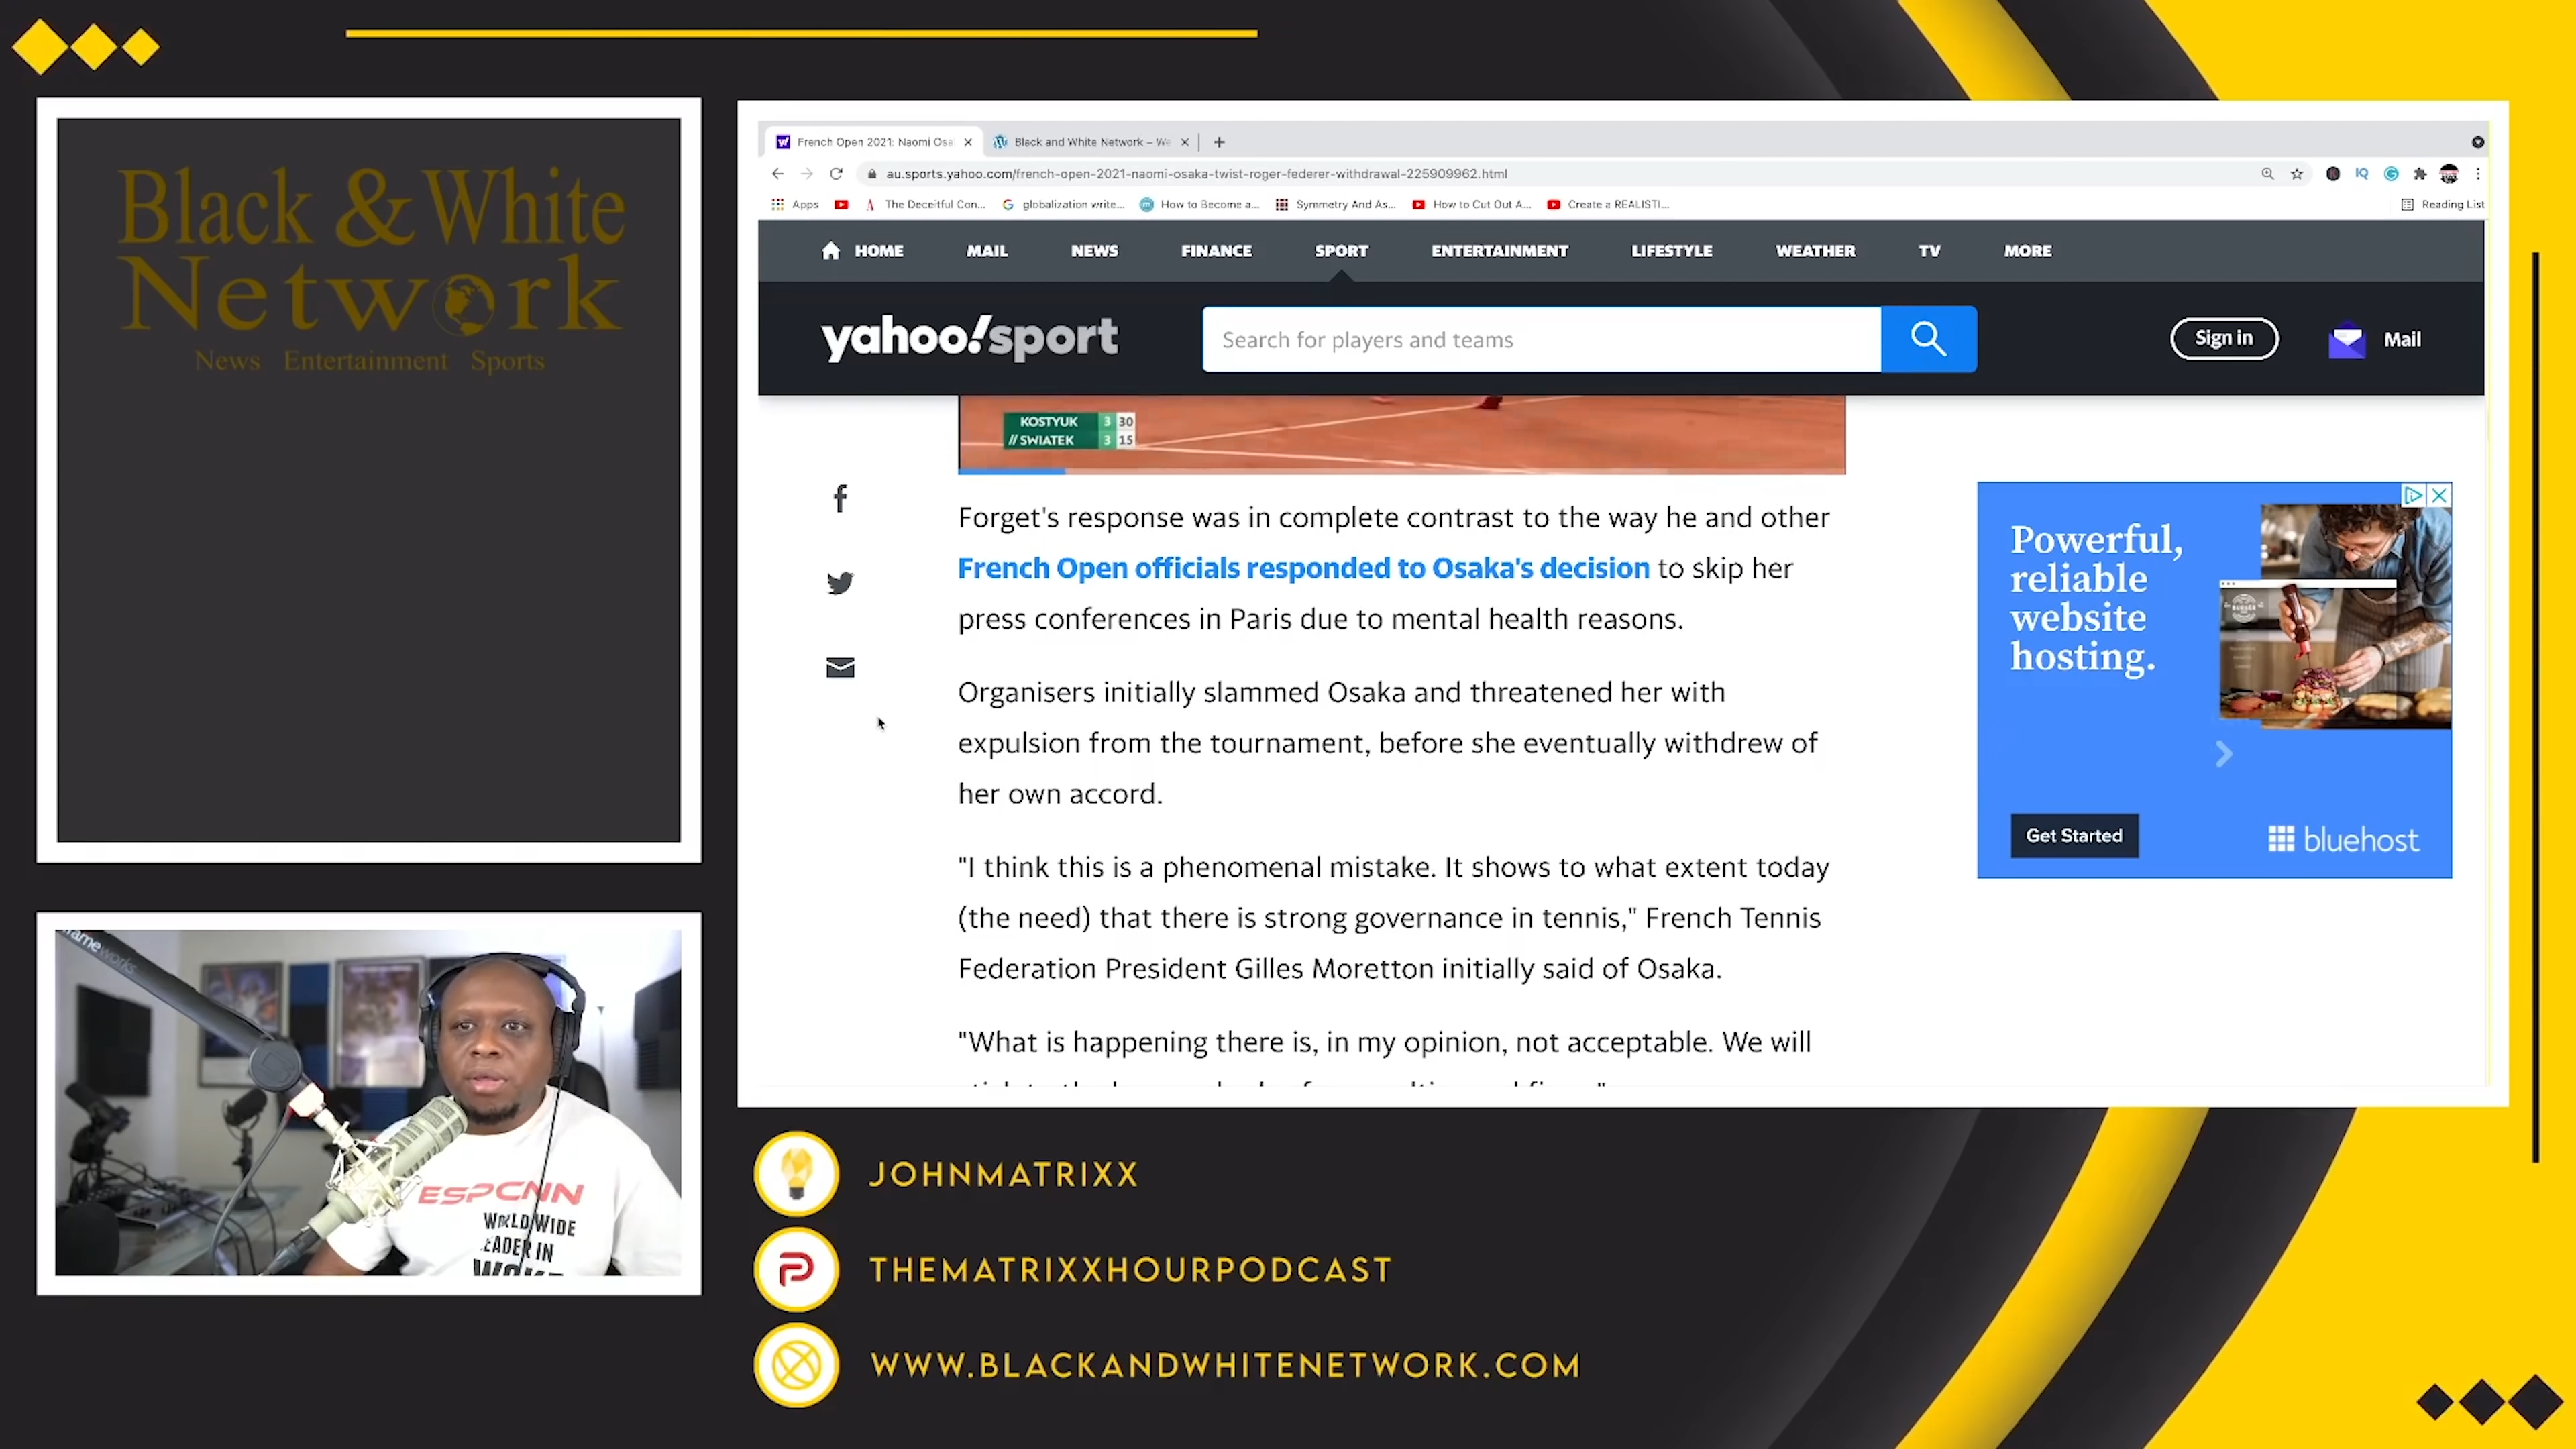 Black & White
Network
News Entertainment Sports
French Open 2021: Naomi Osa
Black and White Network – We
au.sports.yahoo.com/french-open-2021-naomi-osaka-twist-roger-federer-withdrawal-225909962.html
Apps
The Deceitful Con...
globalization write...
How to Become a...
Symmetry And As...
How to Cut Out A...
Create a REALISTI...
Reading List
HOME MAIL NEWS FINANCE SPORT ENTERTAINMENT LIFESTYLE WEATHER TV MORE
yahoo!sport
Search for players and teams
Sign in
Mail
KOSTYUK 3 30
// SWIATEK 3 15
Forget's response was in complete contrast to the way he and other
French Open officials responded to Osaka's decision to skip her
press conferences in Paris due to mental health reasons.
Organisers initially slammed Osaka and threatened her with
expulsion from the tournament, before she eventually withdrew of
her own accord.
"I think this is a phenomenal mistake. It shows to what extent today
(the need) that there is strong governance in tennis," French Tennis
Federation President Gilles Moretton initially said of Osaka.
"What is happening there is, in my opinion, not acceptable. We will
Powerful,
reliable
website
hosting.
Get Started
bluehost
ESPCNN
WORLDWIDE
LEADER IN
JOHNMATRIXX
THEMATRIXXHOURPODCAST
WWW.BLACKANDWHITENETWORK.COM